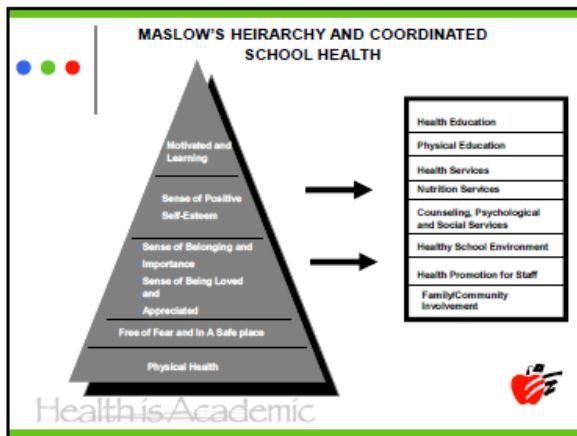 MASLOW'S HEIRARCHY AND COORDINATED
SCHOOL HEALTH
Motivated and
Learning
Sense of Positive
Self-Esteem
Sense of Belonging and
Importance
Sense of Being Loved
and
Appreciated
Free of Fear and In A Safe place
Physical Health
Health Education
Physical Education
Health Services
Nutrition Services
Counseling, Psychological
and Social Services
Healthy School Environment
Health Promotion for Staff
Family/Community
Involvement
Health is Academic